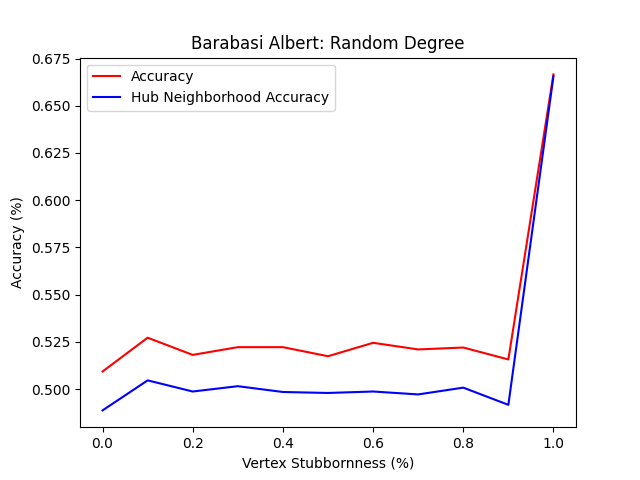 Barabasi Albert: Random Degree
Accuracy
Hub Neighborhood Accuracy
Accuracy (%)
0.675
0.650
0.625
0.600
0.575
0.550
0.525
0.500
0.0 0.2 0.4 0.6 0.8 1.0
Vertex Stubbornness (%)